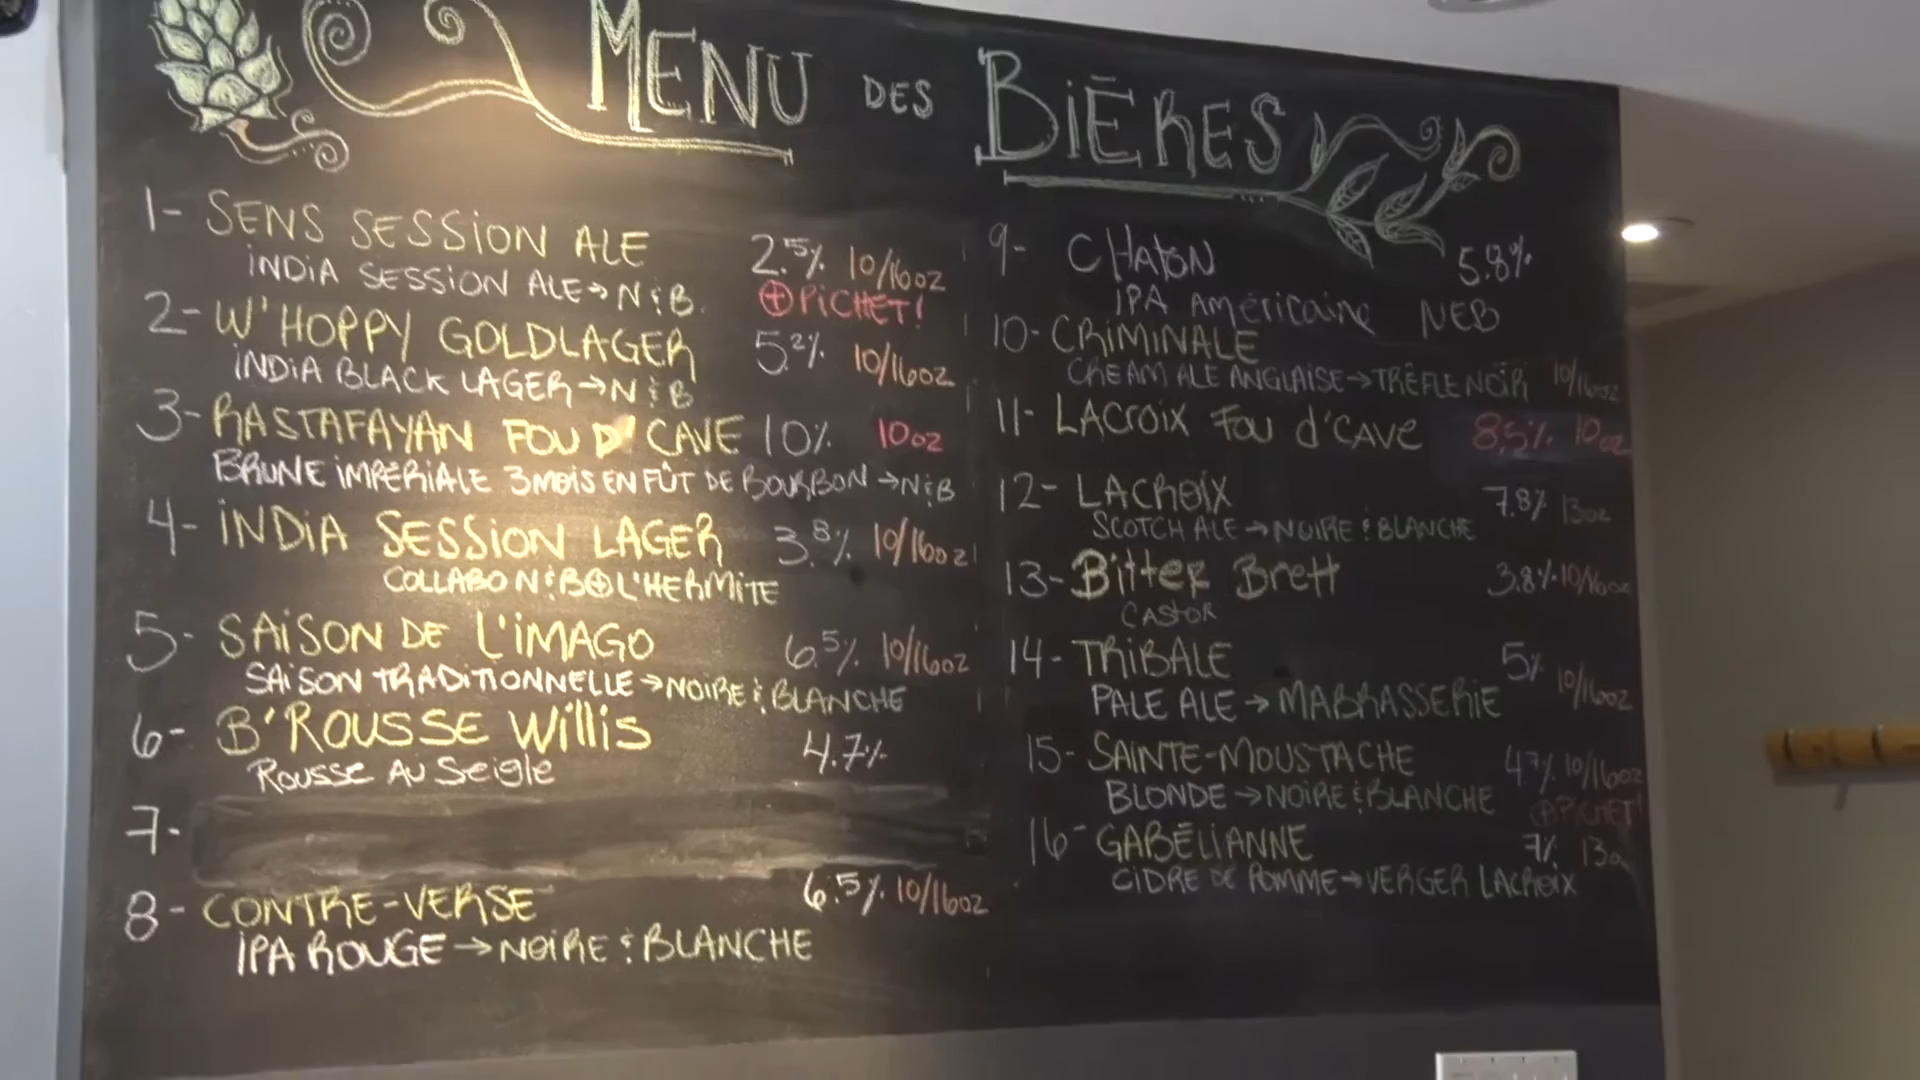 MENU DES BIÈRES
1- SENS SESSION ALE 2.5% 10/16oz
INDIA SESSION ALE→N&B. ⊕PICHET!
2- W'HOPPY GOLDLAGER 5.2% 10/16oz
INDIA BLACK LAGER→N&B
3- RASTAFAYAN FOU D'CAVE 10% 10oz
BRUNE IMPÉRIALE 3 MOIS EN FÛT DE BOURBON →N&B
4- INDIA SESSION LAGER 3.8% 10/16oz
COLLABO N&B⊕L'HERMITE
5- SAISON DE L'IMAGO 6.5% 10/16oz
SAISON TRADITIONNELLE→NOIRE & BLANCHE
6- B'ROUSSE WILLIS 4.7%
ROUSSE AU SEIGLE
7-
8- CONTRE-VERSE 6.5% 10/16oz
IPA ROUGE→NOIRE & BLANCHE
9- CHATON 5.8%
IPA AMÉRICAINE NEB
10- CRIMINALE
CREAM ALE ANGLAISE→TRÈFLE NOIR 10/16oz
11- LACROIX FOU D'CAVE 8,5% 10oz
12- LACROIX 7.8% 13oz
SCOTCH ALE→NOIRE & BLANCHE
13- Bitter Brett 3.8% 10/16oz
CASTOR
14- TRIBALE 5% 10/16oz
PALE ALE→MABRASSERIE
15- SAINTE-MOUSTACHE 4.7% 10/16oz
BLONDE→NOIRE & BLANCHE ⊕PICHET!
16- GABÉLIANNE 7% 13oz
CIDRE DE POMME→VERGER LACROIX